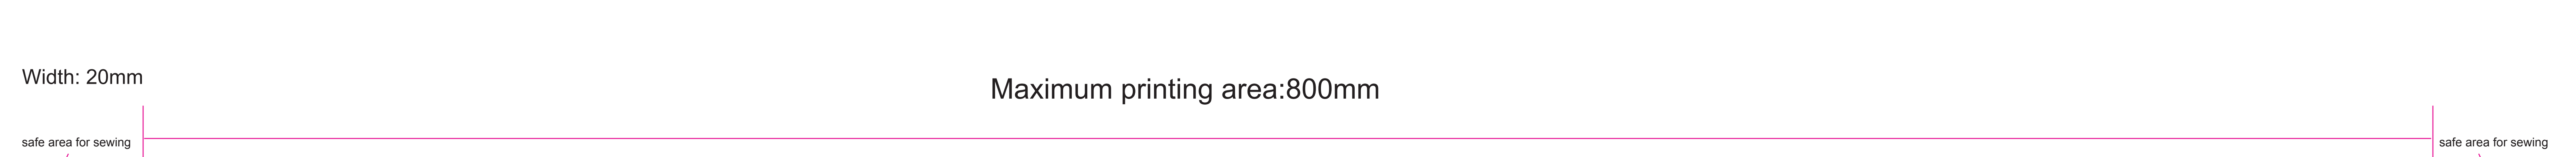 Width: 20mm
Maximum printing area:800mm
safe area for sewing
safe area for sewing